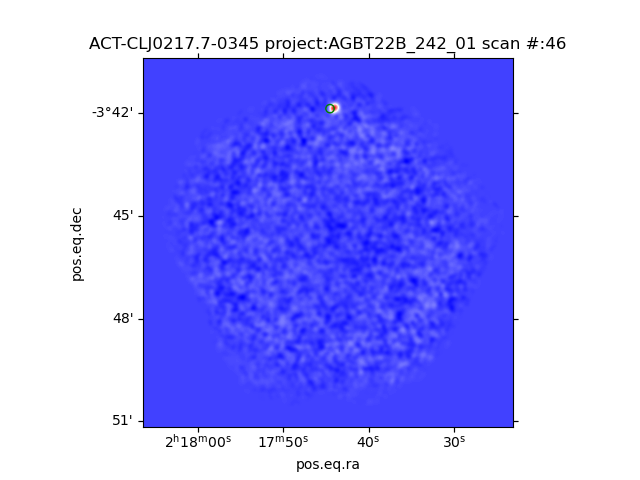 ACT-CLJ0217.7-0345 project:AGBT22B_242_01 scan #:46
-3°42'
45'
48'
51'
pos.eq.dec
2ʰ18ᵐ00ˢ 17ᵐ50ˢ 40ˢ 30ˢ
pos.eq.ra